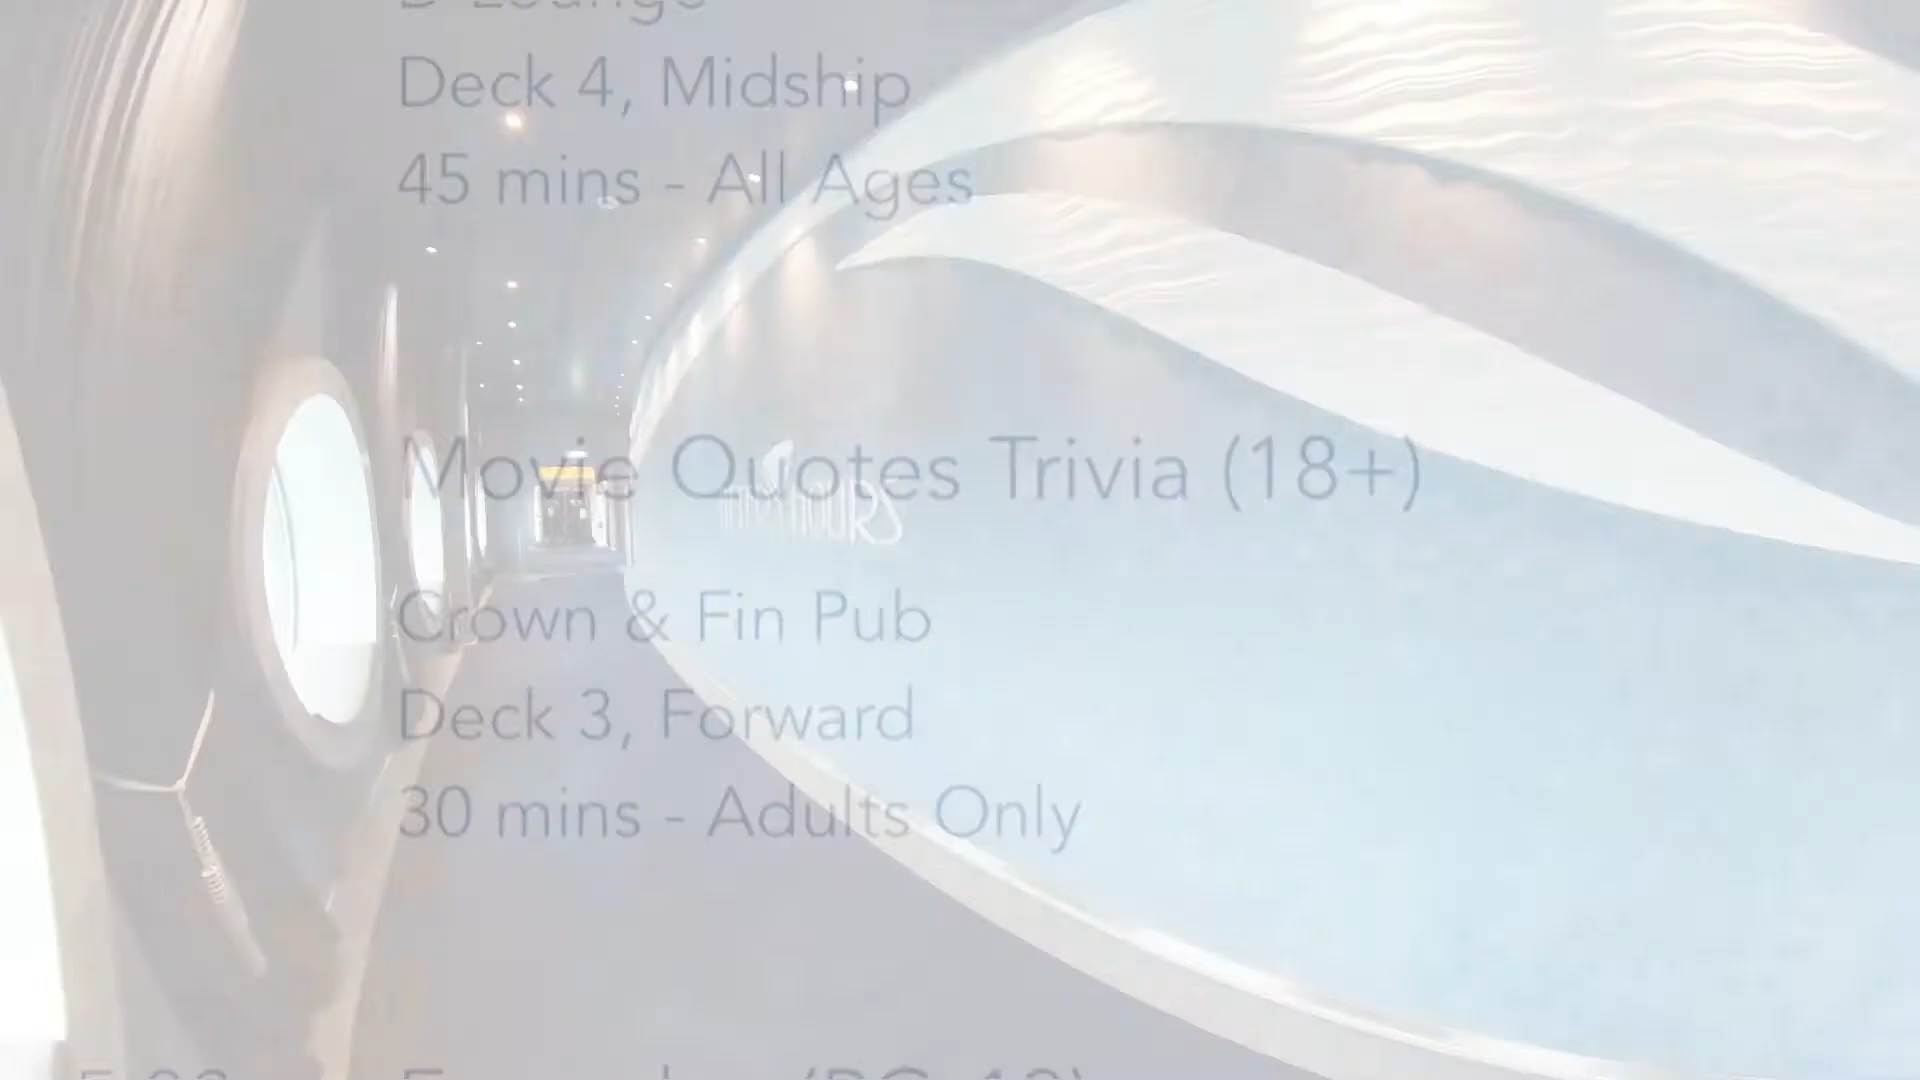 D Lounge
Deck 4, Midship
45 mins - All Ages
Movie Quotes Trivia (18+)
Crown & Fin Pub
Deck 3, Forward
30 mins - Adults Only